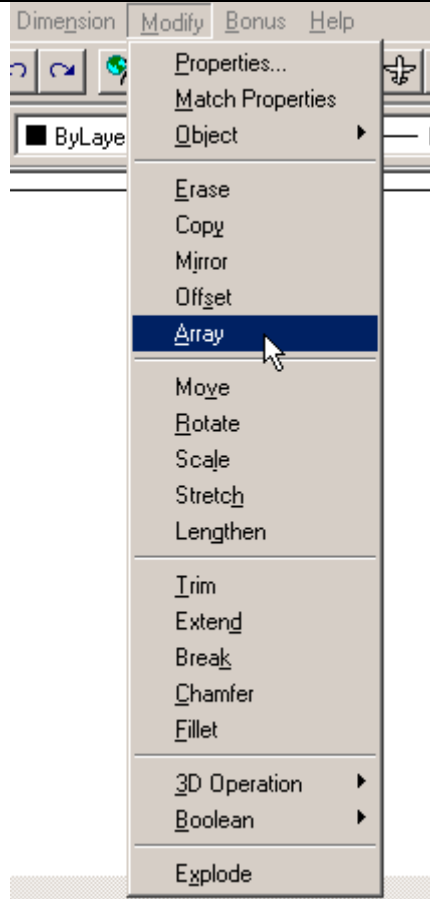 Dimension Modify Bonus Help
Properties...
Match Properties
ByLaye
Object
Erase
Copy
Mirror
Offset
Array
Move
Rotate
Scale
Stretch
Lengthen
Trim
Extend
Break
Chamfer
Fillet
3D Operation
Boolean
Explode